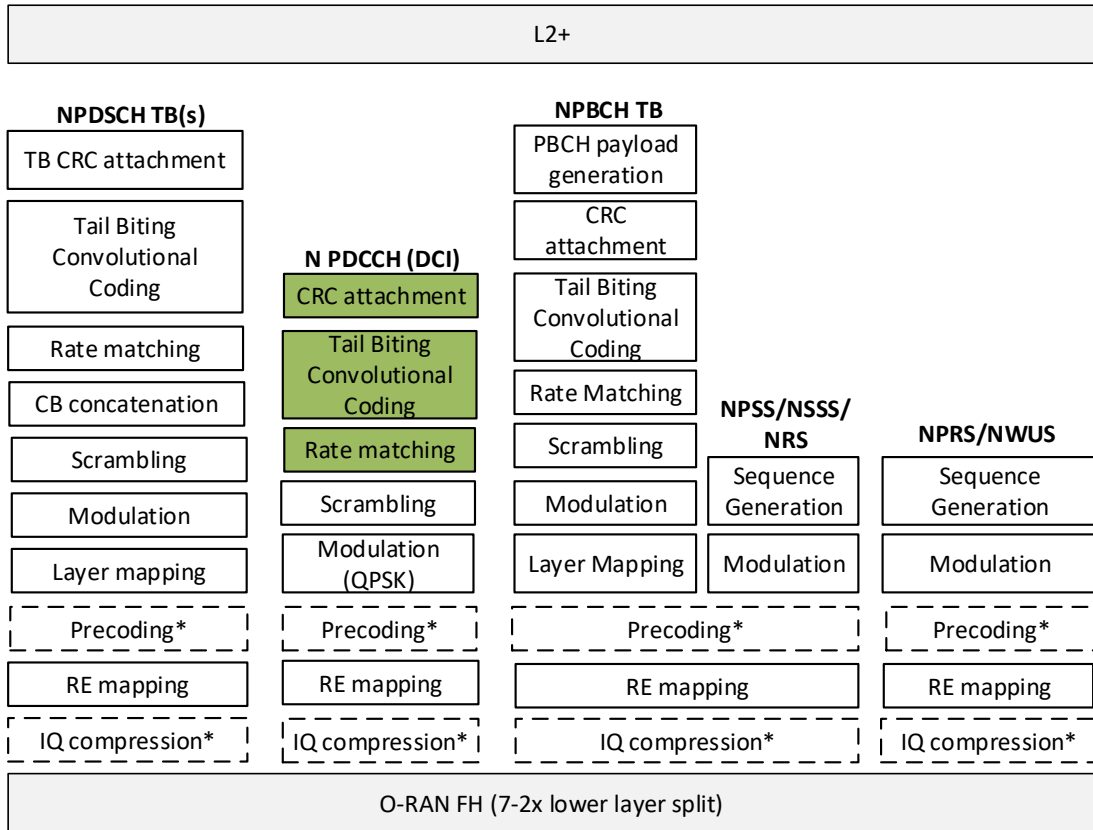 L2+
NPDSCH TB(s)
TB CRC attachment
Tail Biting
Convolutional
Coding
Rate matching
CB concatenation
Scrambling
Modulation
Layer mapping
Precoding*
RE mapping
IQ compression*
N PDCCH (DCI)
CRC attachment
Tail Biting
Convolutional
Coding
Rate matching
Scrambling
Modulation
(QPSK)
Precoding*
RE mapping
IQ compression*
NPBCH TB
PBCH payload
generation
CRC
attachment
Tail Biting
Convolutional
Coding
Rate Matching
Scrambling
Modulation
Layer Mapping
NPSS/NSSS/
NRS
Sequence
Generation
Modulation
Precoding*
RE mapping
IQ compression*
NPRS/NWUS
Sequence
Generation
Modulation
Precoding*
RE mapping
IQ compression*
O-RAN FH (7-2x lower layer split)